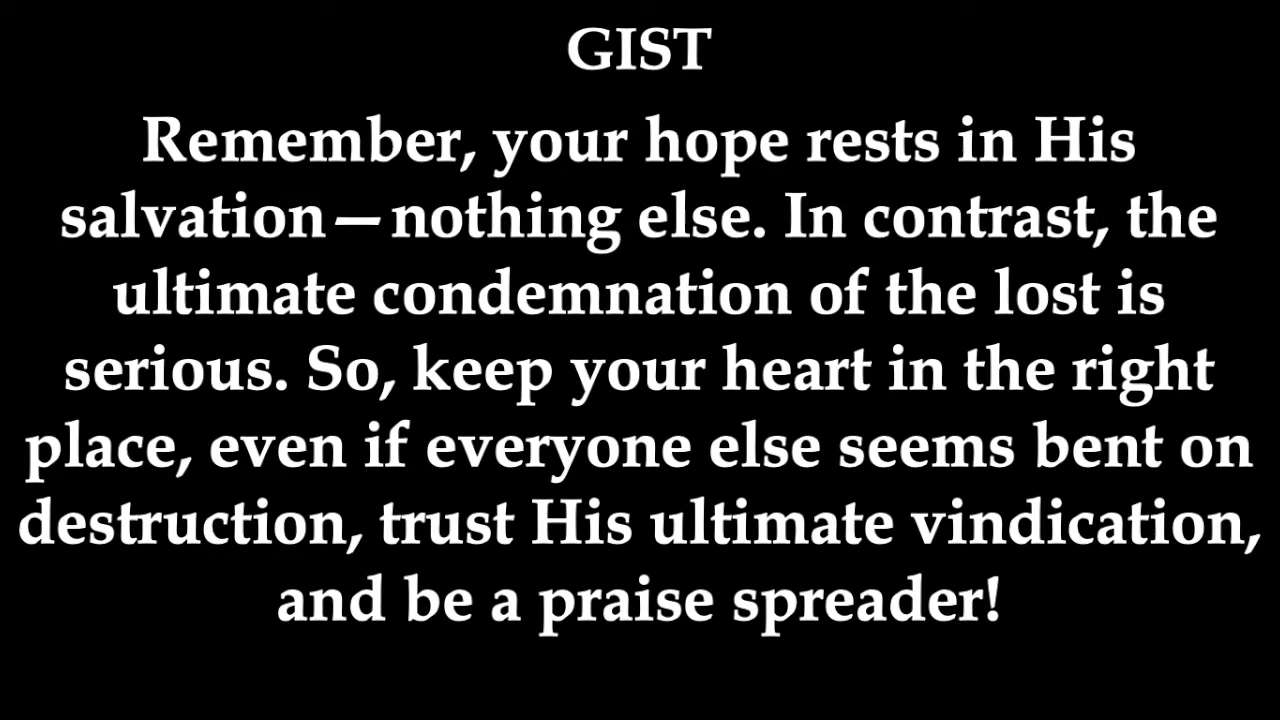 GIST
Remember, your hope rests in His
salvation—nothing else. In contrast, the
ultimate condemnation of the lost is
serious. So, keep your heart in the right
place, even if everyone else seems bent on
destruction, trust His ultimate vindication,
and be a praise spreader!